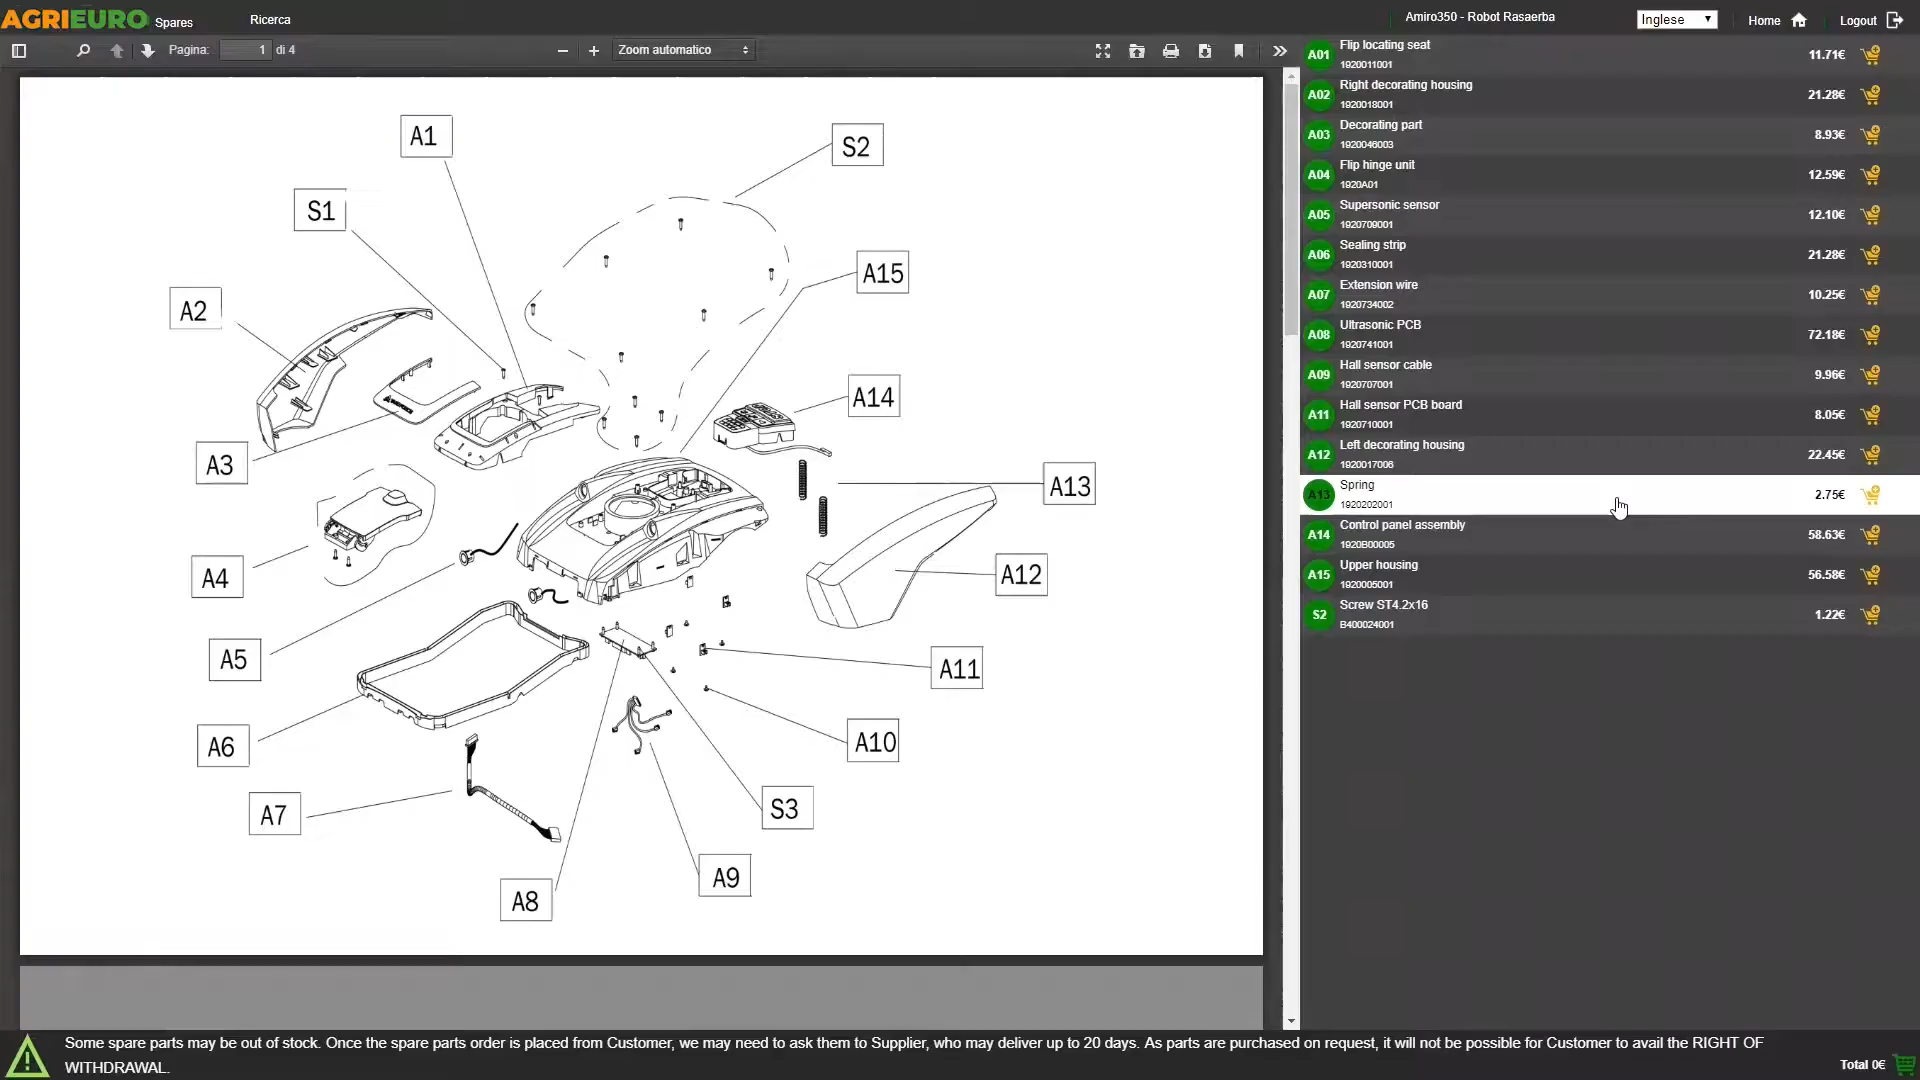 AGRIEURO Spares
Ricerca
Amiro350 - Robot Rasaerba
Inglese
Home
Logout
Pagina: 1 di 4
Zoom automatico
A1
S2
S1
A15
A2
A14
A3
A13
A4
A12
A5
A11
A6
A10
A7
S3
A9
A8
A01 Flip locating seat 11.71€
1920011001
A02 Right decorating housing 21.28€
1920018001
A03 Decorating part 8.93€
1920046003
A04 Flip hinge unit 12.59€
1920A01
A05 Supersonic sensor 12.10€
1920709001
A06 Sealing strip 21.28€
1920310001
A07 Extension wire 10.25€
1920734002
A08 Ultrasonic PCB 72.18€
1920741001
A09 Hall sensor cable 9.96€
1920707001
A11 Hall sensor PCB board 8.05€
1920710001
A12 Left decorating housing 22.45€
1920017006
A13 Spring 2.75€
1920202001
A14 Control panel assembly 58.63€
1920B00005
A15 Upper housing 56.58€
1920005001
S2 Screw ST4.2x16 1.22€
B400024001
Some spare parts may be out of stock. Once the spare parts order is placed from Customer, we may need to ask them to Supplier, who may deliver up to 20 days. As parts are purchased on request, it will not be possible for Customer to avail the RIGHT OF
WITHDRAWAL.
Total 0€